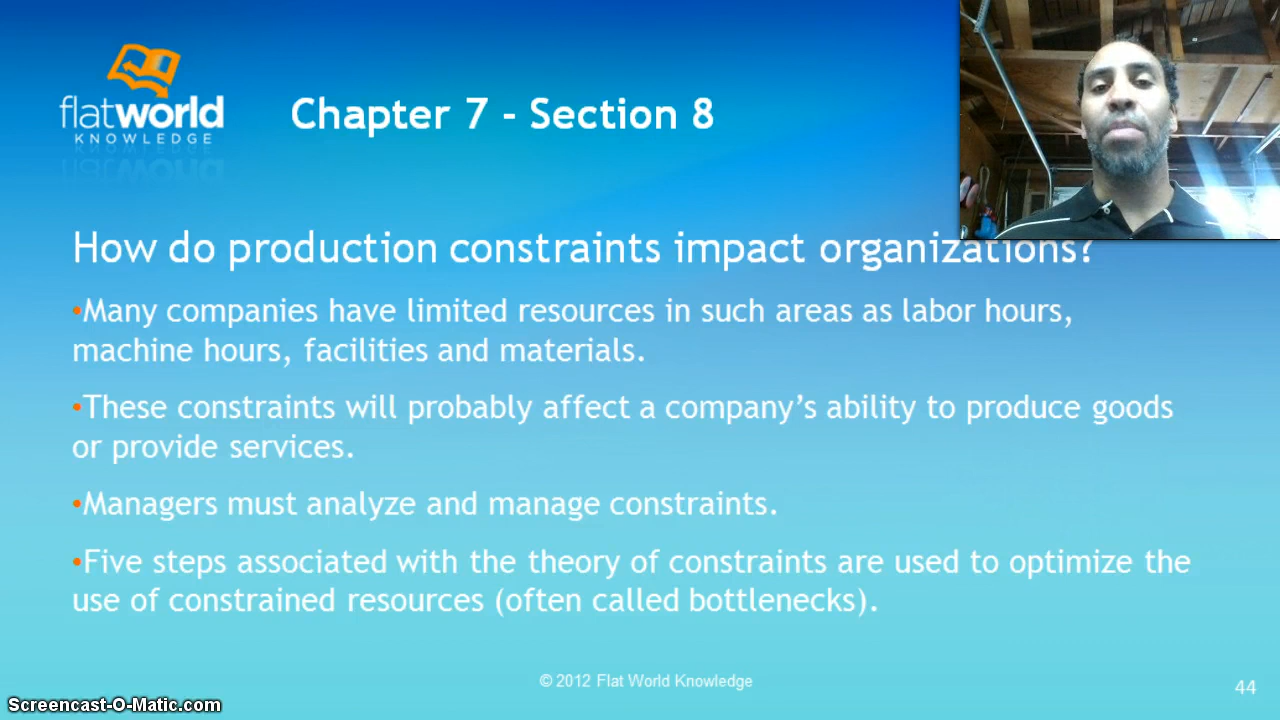 flatworld
KNOWLEDGE
Chapter 7 - Section 8
How do production constraints impact organizations?
•Many companies have limited resources in such areas as labor hours,
machine hours, facilities and materials.
•These constraints will probably affect a company’s ability to produce goods
or provide services.
•Managers must analyze and manage constraints.
•Five steps associated with the theory of constraints are used to optimize the
use of constrained resources (often called bottlenecks).
© 2012 Flat World Knowledge
44
Screencast-O-Matic.com